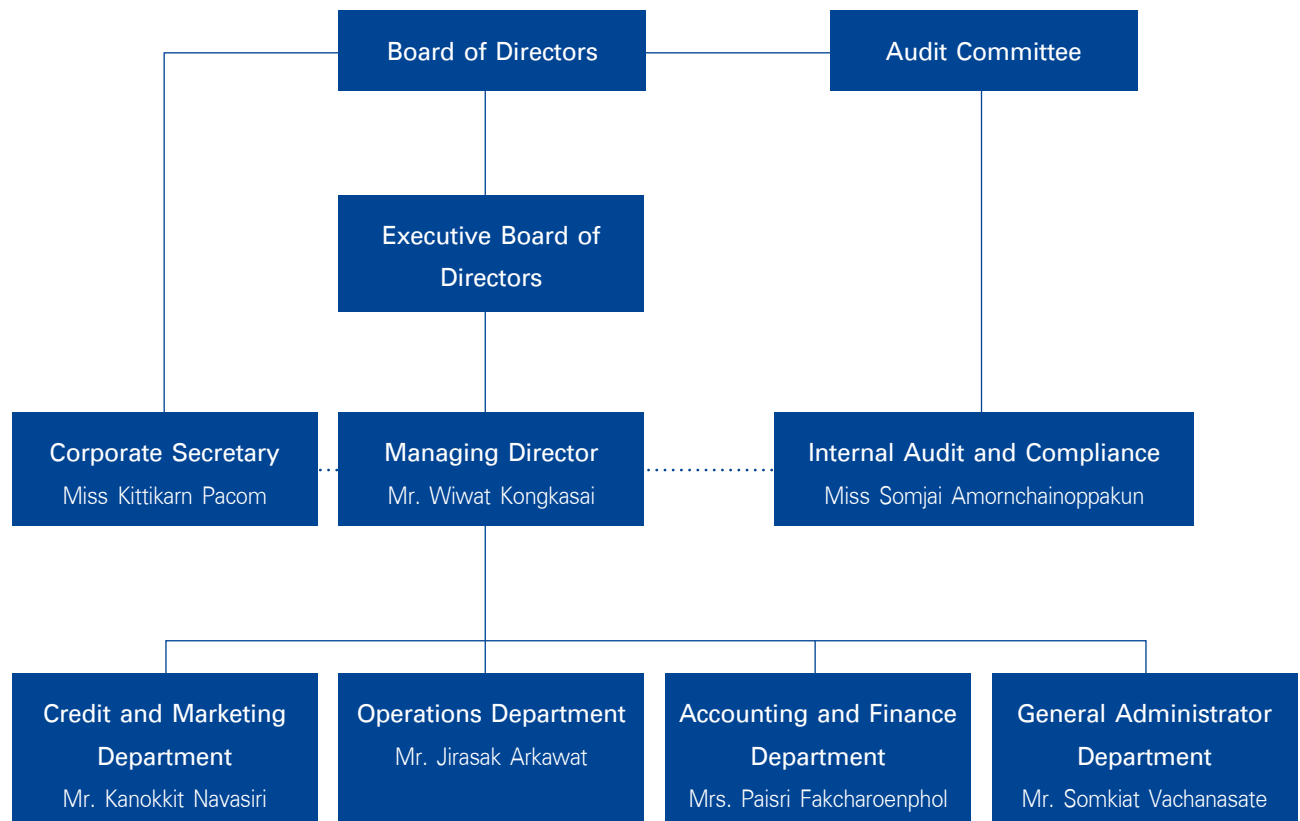 Board of Directors
Audit Committee
Executive Board of
Directors
Corporate Secretary
Miss Kittikarn Pacom
Managing Director
Mr. Wiwat Kongkasai
Internal Audit and Compliance
Miss Somjai Amornchainoppakun
Credit and Marketing
Department
Mr. Kanokkit Navasiri
Operations Department
Mr. Jirasak Arkawat
Accounting and Finance
Department
Mrs. Paisri Fakcharoenphol
General Administrator
Department
Mr. Somkiat Vachanasate